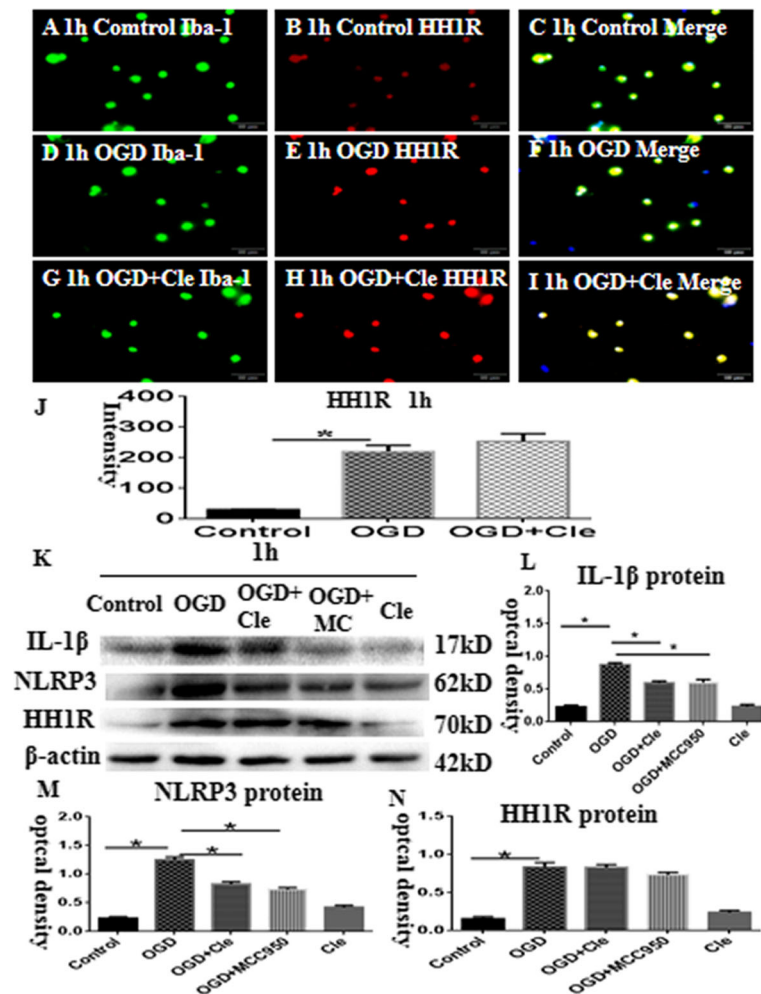 A 1h Comtrol Iba-1
B 1h Control HH1R
C 1h Control Merge
D 1h OGD Iba-1
E 1h OGD HH1R
F 1h OGD Merge
G 1h OGD+Cle Iba-1
H 1h OGD+Cle HH1R
I 1h OGD+Cle Merge
J
HH1R 1h
Intensity
400
300
200
100
0
*
Control
OGD
OGD+Cle
K
1h
Control
OGD
OGD+
Cle
OGD+
MC
Cle
IL-1β
17kD
NLRP3
62kD
HH1R
70kD
β-actin
42kD
L
IL-1β protein
optcal density
2.0
1.5
1.0
0.5
0.0
*
*
*
Control
OGD
OGD+Cle
OGD+MCC950
Cle
M
NLRP3 protein
optcal density
2.0
1.5
1.0
0.5
0.0
*
*
*
Control
OGD
OGD+Cle
OGD+MCC950
Cle
N
HH1R protein
optcal density
2.0
1.5
1.0
0.5
0.0
*
Control
OGD
OGD+Cle
OGD+MCC950
Cle